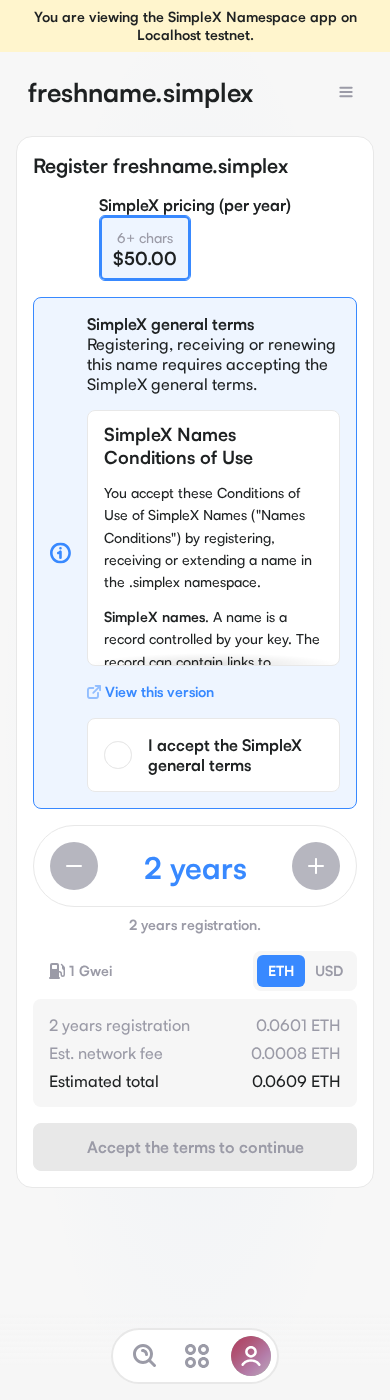 You are viewing the SimpleX Namespace app on
Localhost testnet.
freshname.simplex
Register freshname.simplex
SimpleX pricing (per year)
6+ chars
$50.00
SimpleX general terms
Registering, receiving or renewing
this name requires accepting the
SimpleX general terms.
SimpleX Names
Conditions of Use
You accept these Conditions of
Use of SimpleX Names ("Names
Conditions") by registering,
receiving or extending a name in
the .simplex namespace.
SimpleX names. A name is a
record controlled by your key. The
record can contain links to
View this version
I accept the SimpleX
general terms
2 years
2 years registration.
1 Gwei
ETH
USD
2 years registration 0.0601 ETH
Est. network fee 0.0008 ETH
Estimated total 0.0609 ETH
Accept the terms to continue